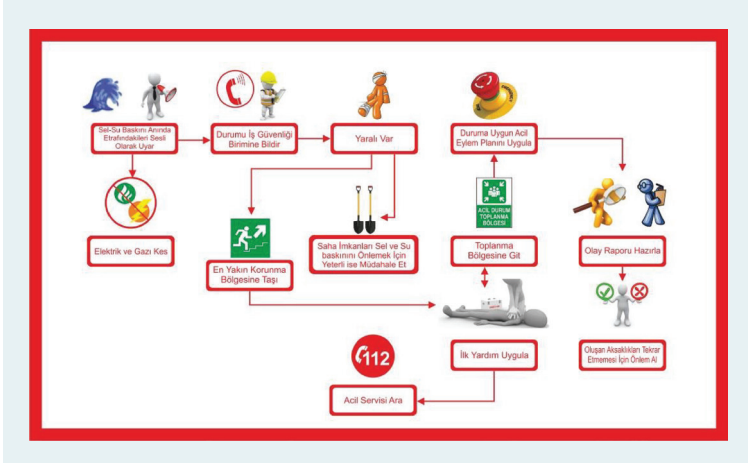 Sel-Su Baskını Anında
Etrafındakileri Sesli
Olarak Uyar
Durumu İş Güvenliği
Birimine Bildir
Yaralı Var
Duruma Uygun Acil
Eylem Planını Uygula
Elektrik ve Gazı Kes
En Yakın Korunma
Bölgesine Taşı
Saha İmkanları Sel ve Su
baskınını Önlemek İçin
Yeterli ise Müdahale Et
ACİL DURUM
TOPLANMA
BÖLGESİ
Toplanma
Bölgesine Git
Olay Raporu Hazırla
112
Acil Servisi Ara
İlk Yardım Uygula
Oluşan Aksaklıkları Tekrar
Etmemesi İçin Önlem Al